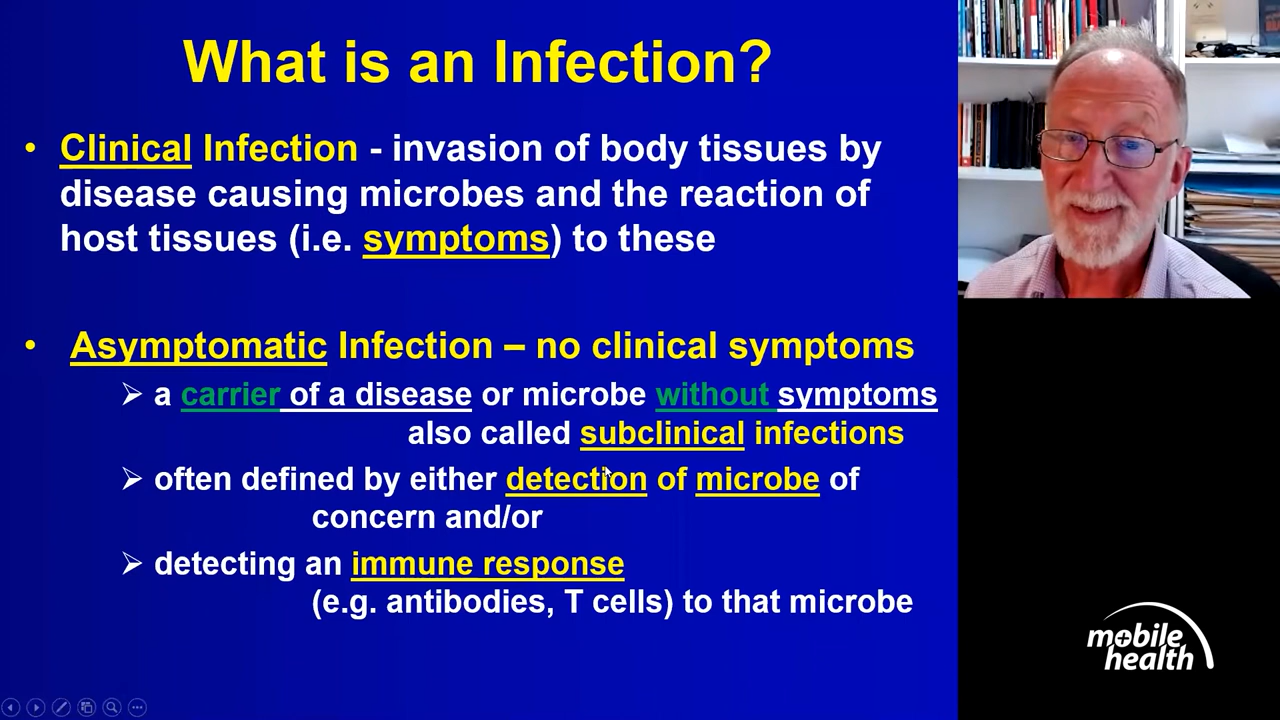 What is an Infection?
• Clinical Infection - invasion of body tissues by
disease causing microbes and the reaction of
host tissues (i.e. symptoms) to these
• Asymptomatic Infection – no clinical symptoms
➢ a carrier of a disease or microbe without symptoms
also called subclinical infections
➢ often defined by either detection of microbe of
concern and/or
➢ detecting an immune response
(e.g. antibodies, T cells) to that microbe
mobile
health